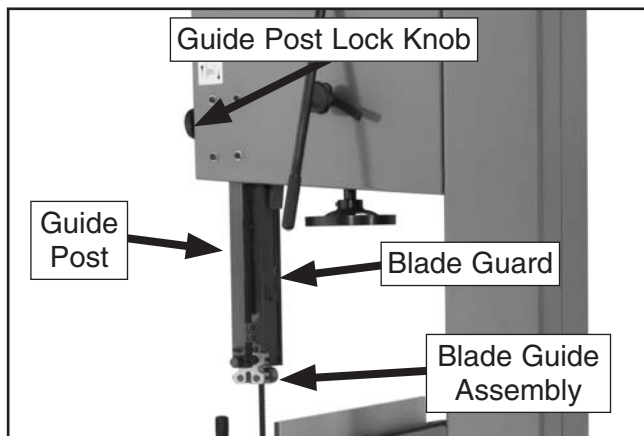 Guide Post Lock Knob
Guide
Post
Blade Guard
Blade Guide
Assembly